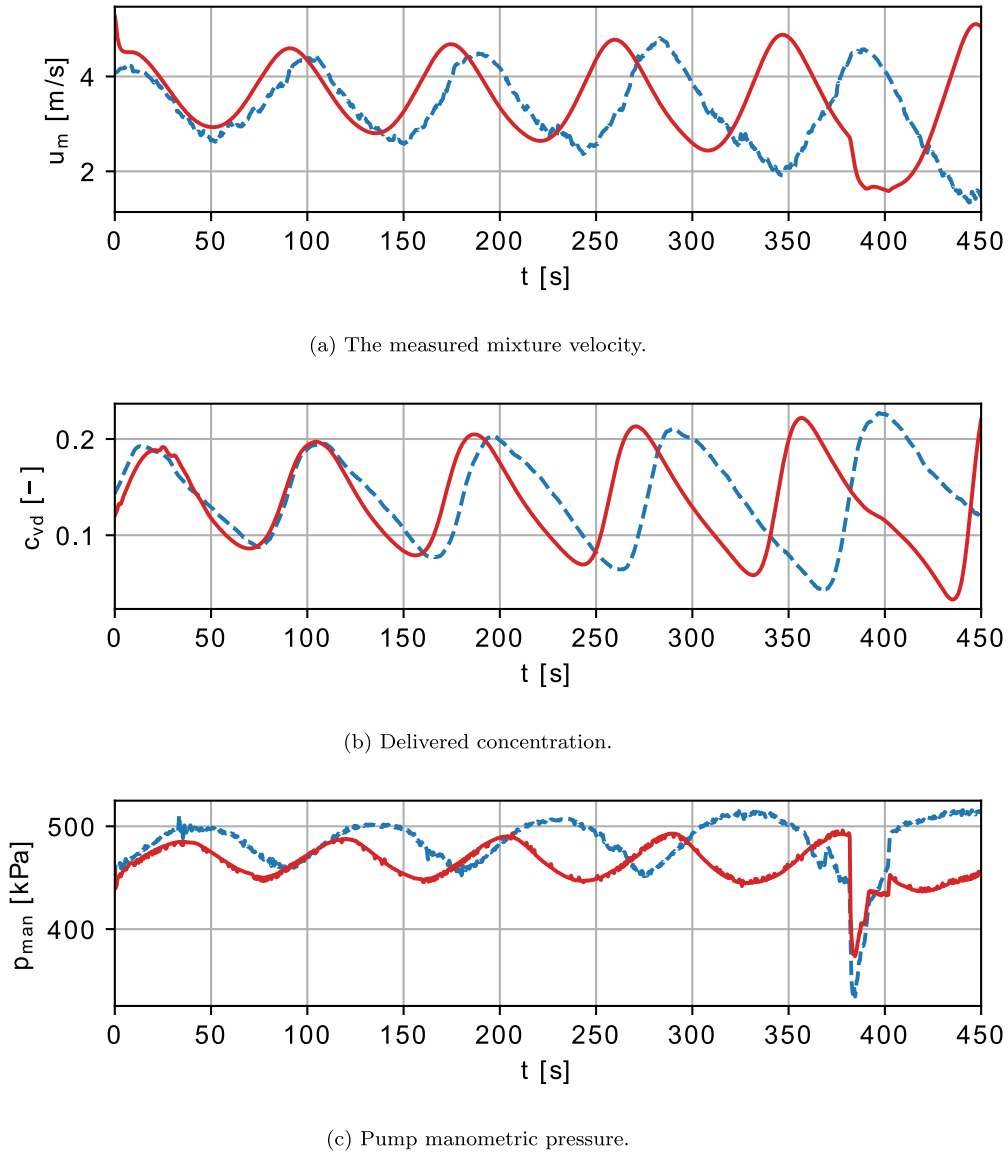 4
2
u_m [m/s]
0 50 100 150 200 250 300 350 400 450
t [s]
(a) The measured mixture velocity.
0.2
0.1
c_vd [−]
0 50 100 150 200 250 300 350 400 450
t [s]
(b) Delivered concentration.
500
400
p_man [kPa]
0 50 100 150 200 250 300 350 400 450
t [s]
(c) Pump manometric pressure.